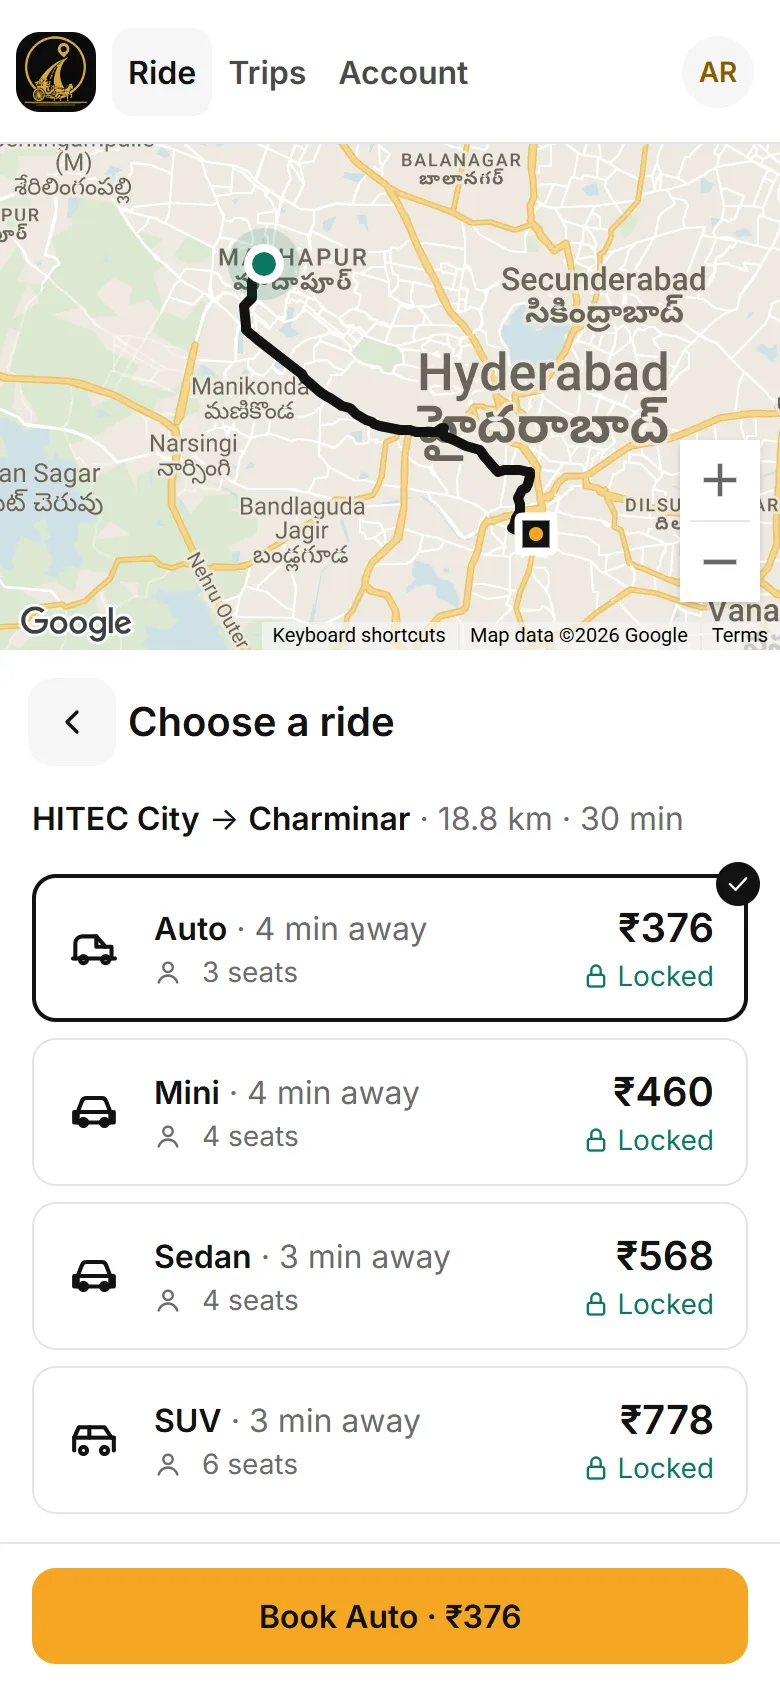 Ride
Trips
Account
AR
(M)
శేరిలింగంపల్లి
BALANAGAR
బాలానగర్
Secunderabad
సికింద్రాబాద్
Hyderabad
హైదరాబాద్
Manikonda
మణికొండ
Narsingi
నార్సింగి
an Sagar
Bandlaguda
Jagir
బండ్లగూడ
Nehru Outer
DILSU
Vana
Google
Keyboard shortcuts
Map data ©2026 Google
Terms
Choose a ride
HITEC City → Charminar · 18.8 km · 30 min
Auto · 4 min away
₹376
3 seats
Locked
Mini · 4 min away
₹460
4 seats
Locked
Sedan · 3 min away
₹568
4 seats
Locked
SUV · 3 min away
₹778
6 seats
Locked
Book Auto · ₹376